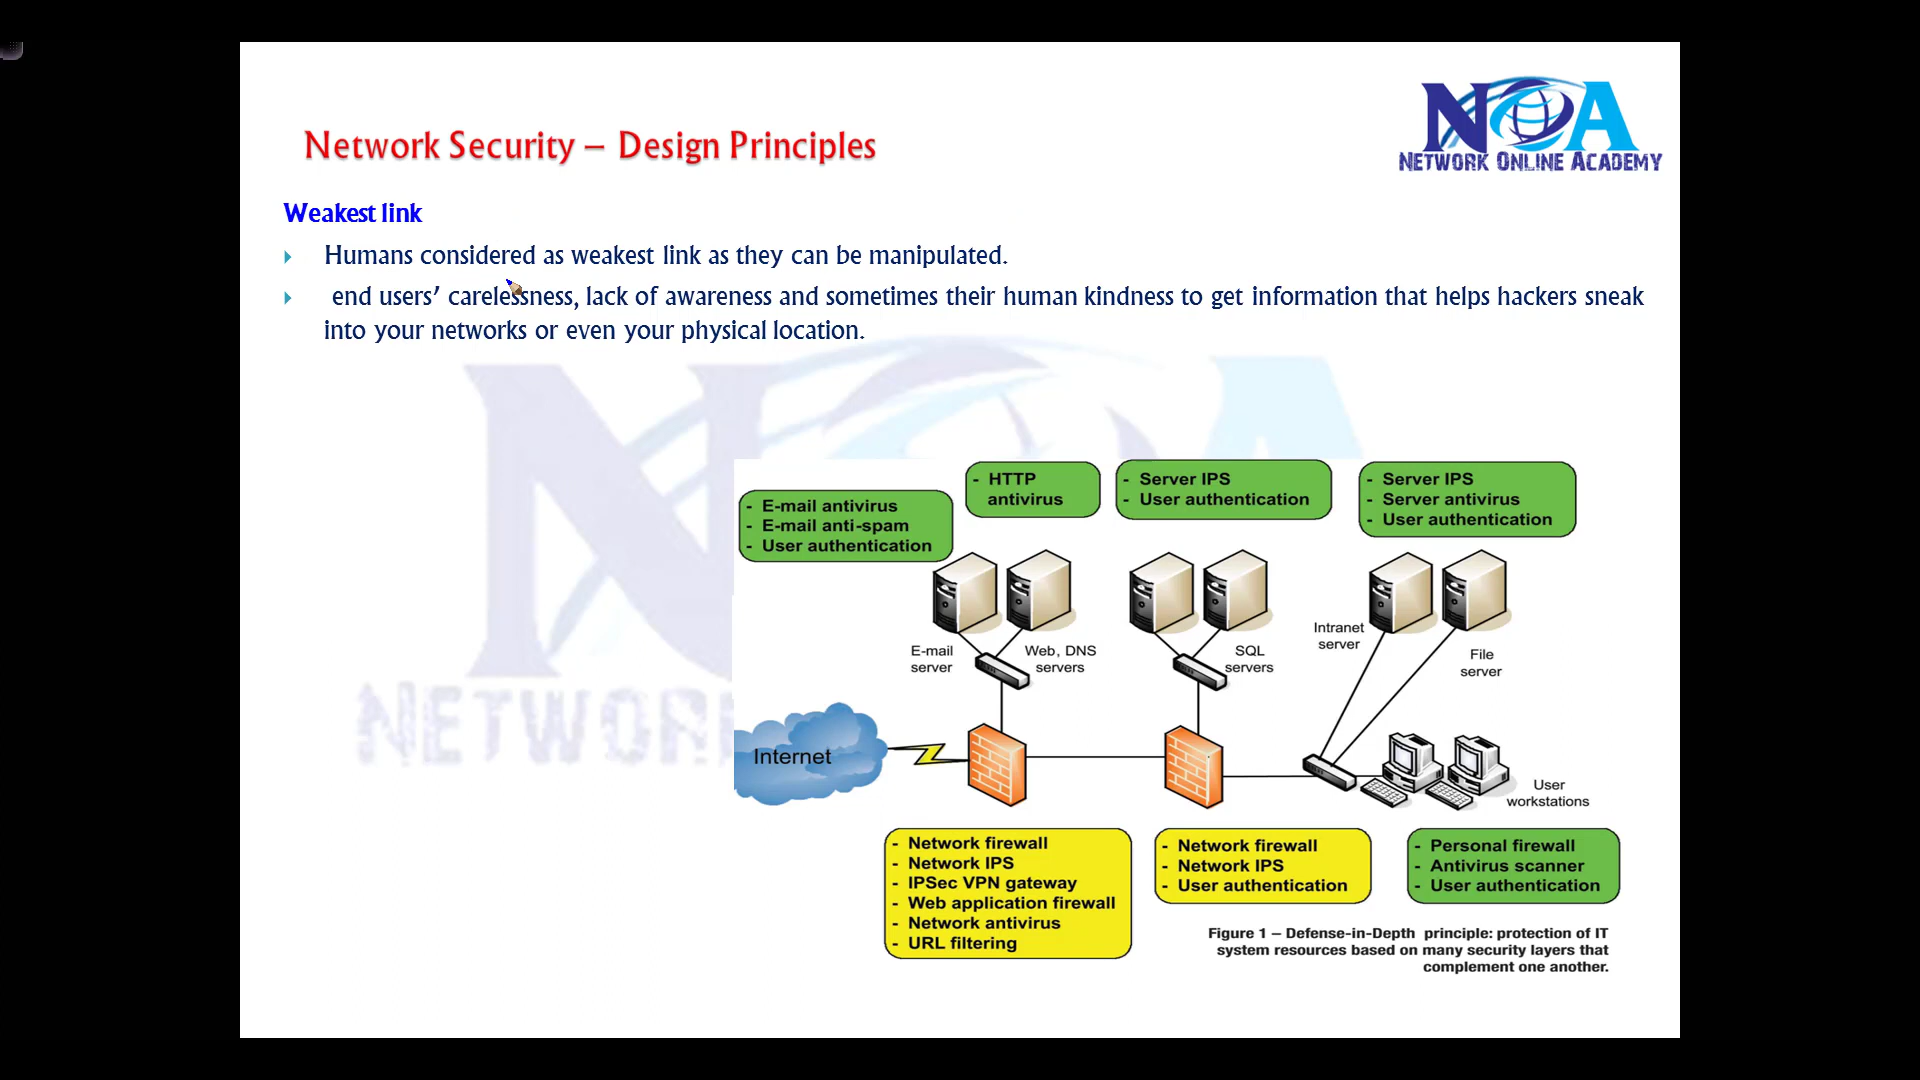 NOA
NETWORK ONLINE ACADEMY
Network Security – Design Principles
Weakest link
Humans considered as weakest link as they can be manipulated.
end users’ carelessness, lack of awareness and sometimes their human kindness to get information that helps hackers sneak
into your networks or even your physical location.
NETWOR
- E-mail antivirus
- E-mail anti-spam
- User authentication
- HTTP
antivirus
- Server IPS
- User authentication
- Server IPS
- Server antivirus
- User authentication
E-mail
server
Web, DNS
servers
SQL
servers
Intranet
server
File
server
Internet
User
workstations
- Network firewall
- Network IPS
- IPSec VPN gateway
- Web application firewall
- Network antivirus
- URL filtering
- Network firewall
- Network IPS
- User authentication
- Personal firewall
- Antivirus scanner
- User authentication
Figure 1 – Defense-in-Depth principle: protection of IT
system resources based on many security layers that
complement one another.